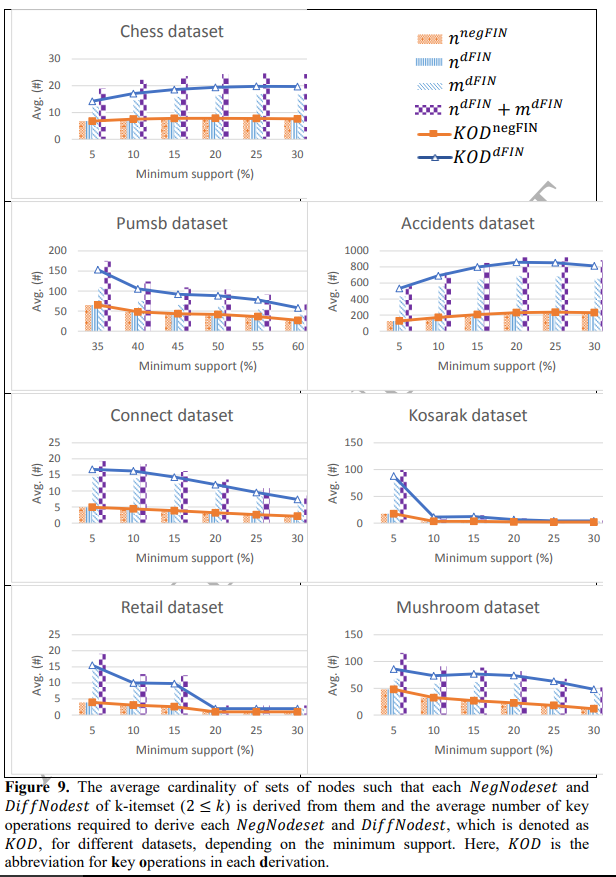 Chess dataset
30
20
10
0
Avg. (#)
5 10 15 20 25 30
Minimum support (%)
n^negFIN
n^dFIN
m^dFIN
n^dFIN + m^dFIN
KOD^negFIN
KOD^dFIN
Pumsb dataset
200
150
100
50
0
Avg. (#)
35 40 45 50 55 60
Minimum support (%)
Accidents dataset
1000
800
600
400
200
0
Avg. (#)
5 10 15 20 25 30
Minimum support (%)
Connect dataset
25
20
15
10
5
0
Avg. (#)
5 10 15 20 25 30
Minimum support (%)
Kosarak dataset
150
100
50
0
Avg. (#)
5 10 15 20 25 30
Minimum support (%)
Retail dataset
25
20
15
10
5
0
Avg. (#)
5 10 15 20 25 30
Minimum support (%)
Mushroom dataset
150
100
50
0
Avg. (#)
5 10 15 20 25 30
Minimum support (%)
Figure 9. The average cardinality of sets of nodes such that each NegNodeset and
DiffNodest of k-itemset (2 ≤ k) is derived from them and the average number of key
operations required to derive each NegNodeset and DiffNodest, which is denoted as
KOD, for different datasets, depending on the minimum support. Here, KOD is the
abbreviation for key operations in each derivation.